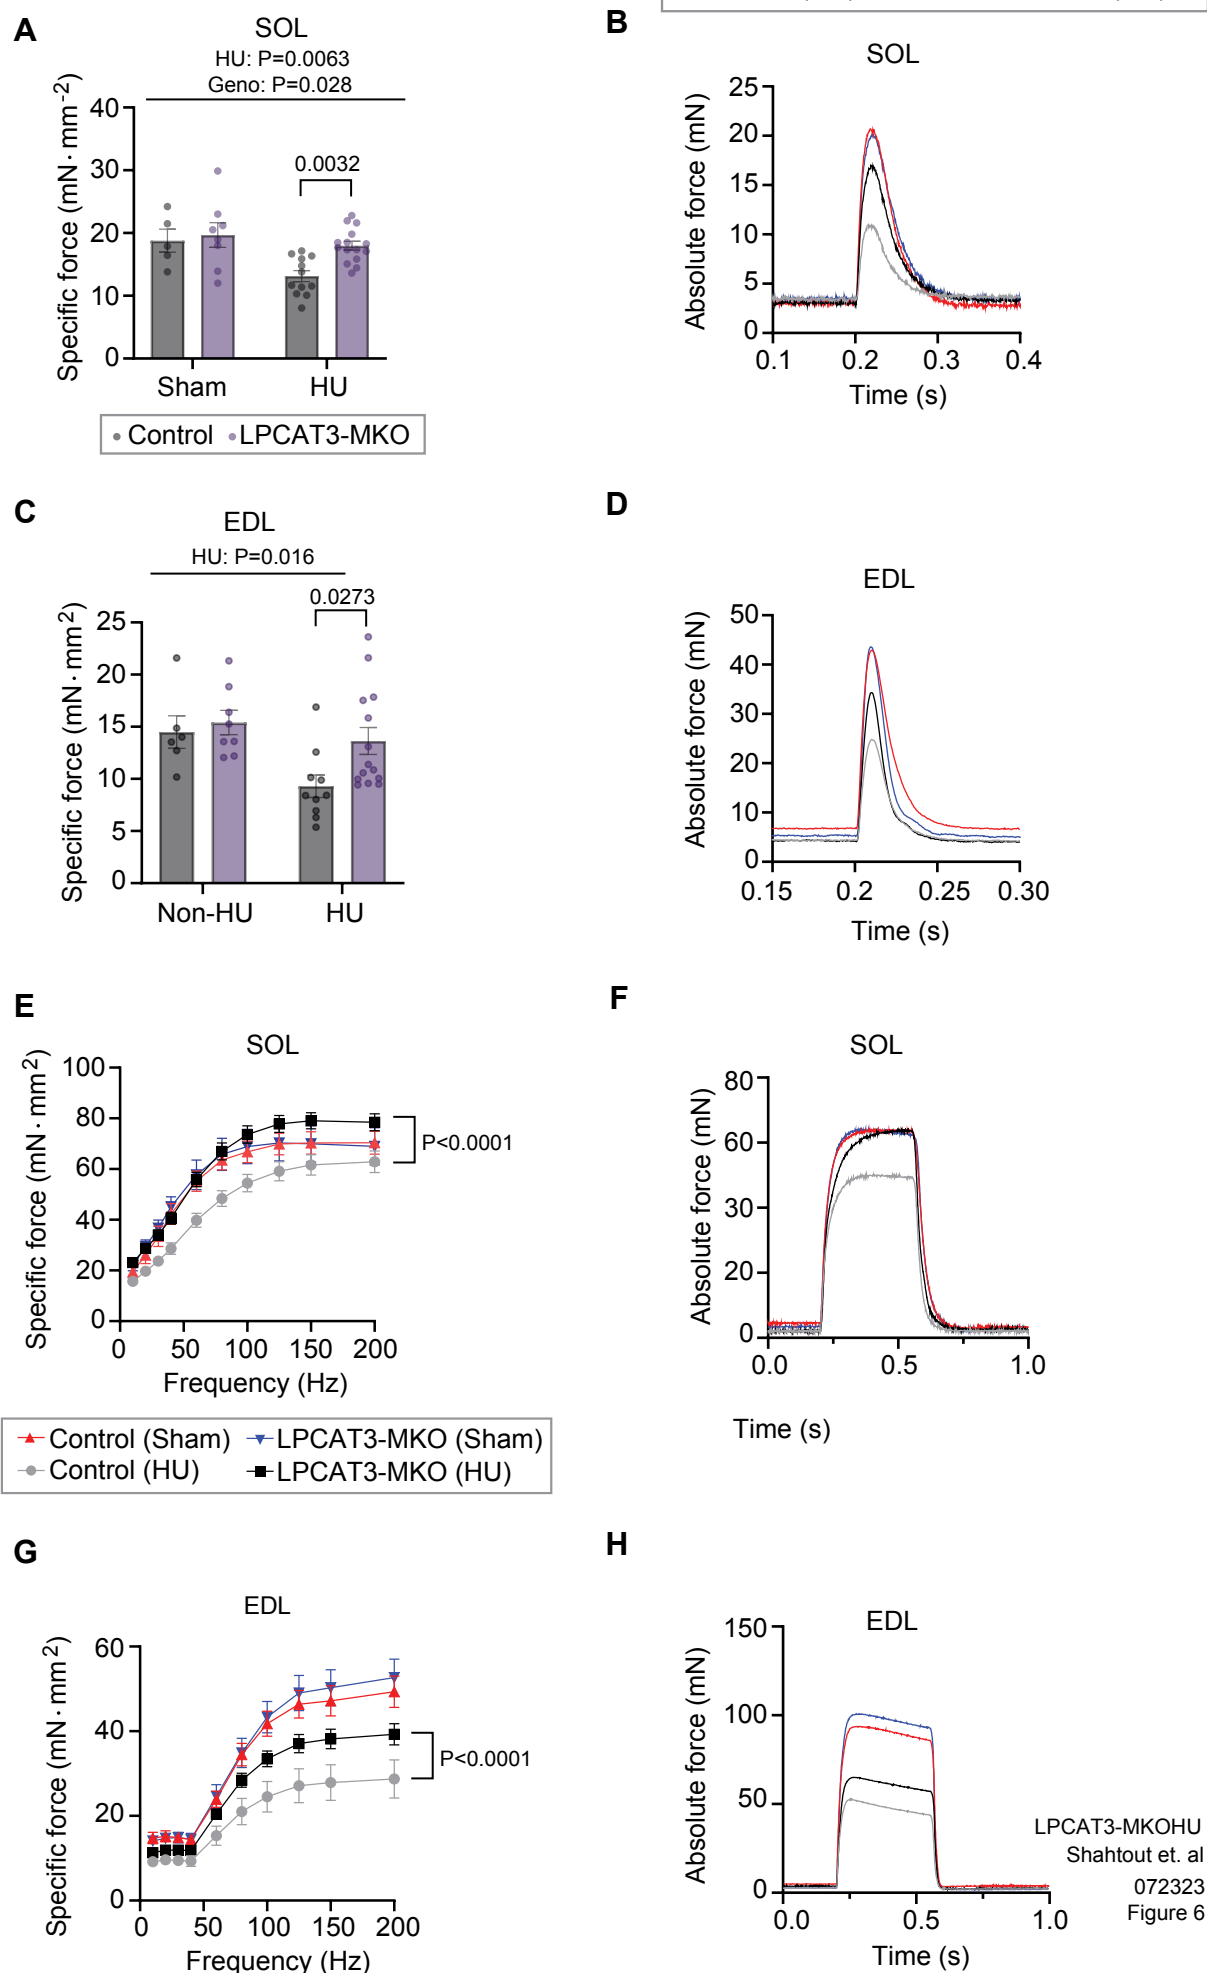 A
SOL
HU: P=0.0063
Geno: P=0.028
Specific force (mN·mm⁻²)
40
30
20
10
0
0.0032
Sham
HU
Control
LPCAT3-MKO
B
SOL
Absolute force (mN)
25
20
15
10
5
0
0.1
0.2
0.3
0.4
Time (s)
C
EDL
HU: P=0.016
Specific force (mN·mm²)
25
20
15
10
5
0
0.0273
Non-HU
HU
D
EDL
Absolute force (mN)
50
40
30
20
10
0
0.15
0.2
0.25
0.30
Time (s)
E
SOL
Specific force (mN·mm²)
100
80
60
40
20
0
P<0.0001
0
50
100
150
200
Frequency (Hz)
Control (Sham)
LPCAT3-MKO (Sham)
Control (HU)
LPCAT3-MKO (HU)
F
SOL
Absolute force (mN)
80
60
30
20
0
0.0
0.5
1.0
Time (s)
G
EDL
Specific force (mN·mm²)
60
40
20
0
P<0.0001
0
50
100
150
200
Frequency (Hz)
H
EDL
Absolute force (mN)
150
100
50
0
0.0
0.5
1.0
Time (s)
LPCAT3-MKOHU
Shahtout et. al
072323
Figure 6